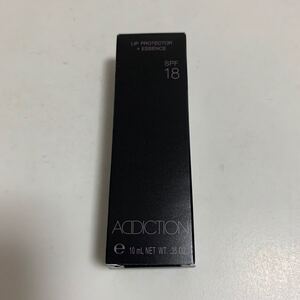 LIP PROTECTOR
+ ESSENCE
SPF
18
ADDICTION
℮ 10 mL NET WT. .35 OZ.